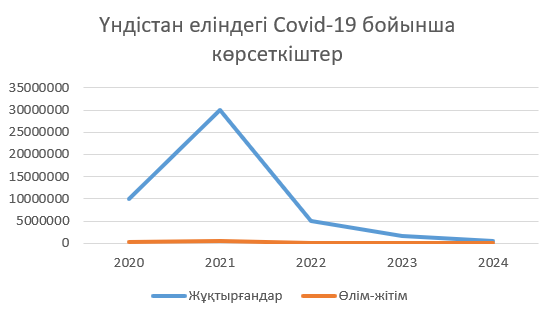 Үндістан еліндегі Covid-19 бойынша
көрсеткіштер
35000000
30000000
25000000
20000000
15000000
10000000
5000000
0
2020 2021 2022 2023 2024
Жұқтырғандар Өлім-жітім